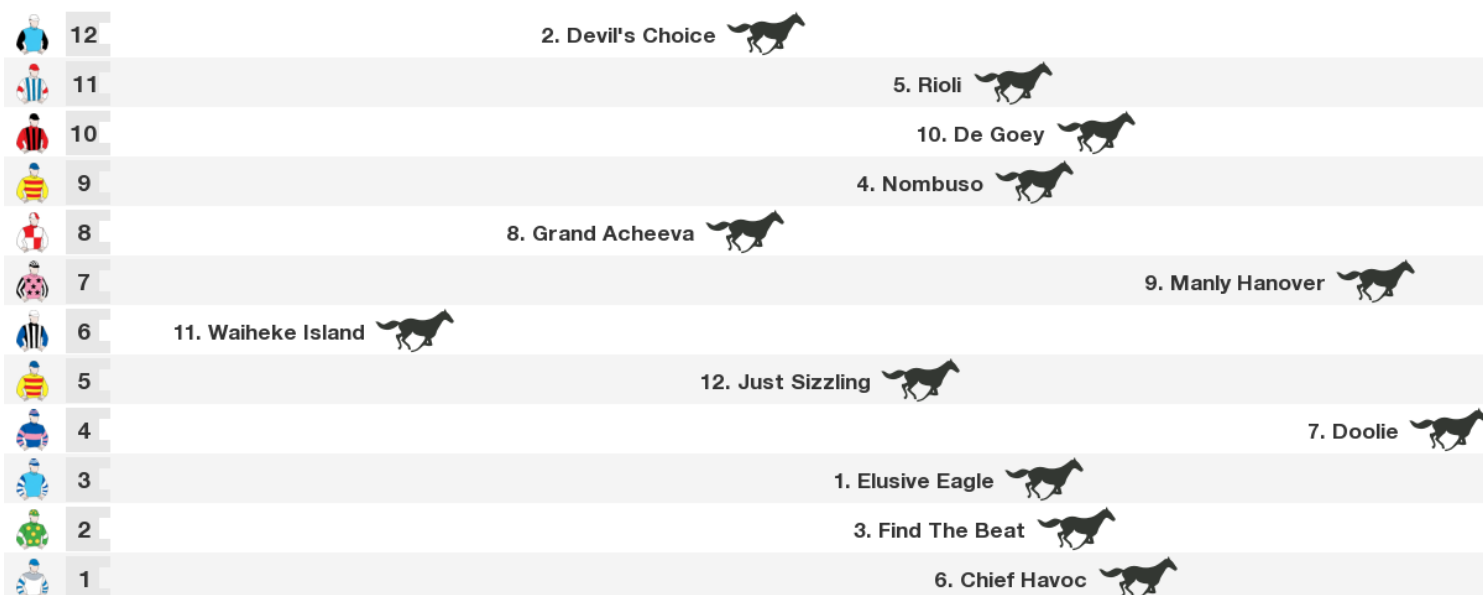 12 2. Devil's Choice
11 5. Rioli
10 10. De Goey
9 4. Nombuso
8 8. Grand Acheeva
7 9. Manly Hanover
6 11. Waiheke Island
5 12. Just Sizzling
4 7. Doolie
3 1. Elusive Eagle
2 3. Find The Beat
1 6. Chief Havoc